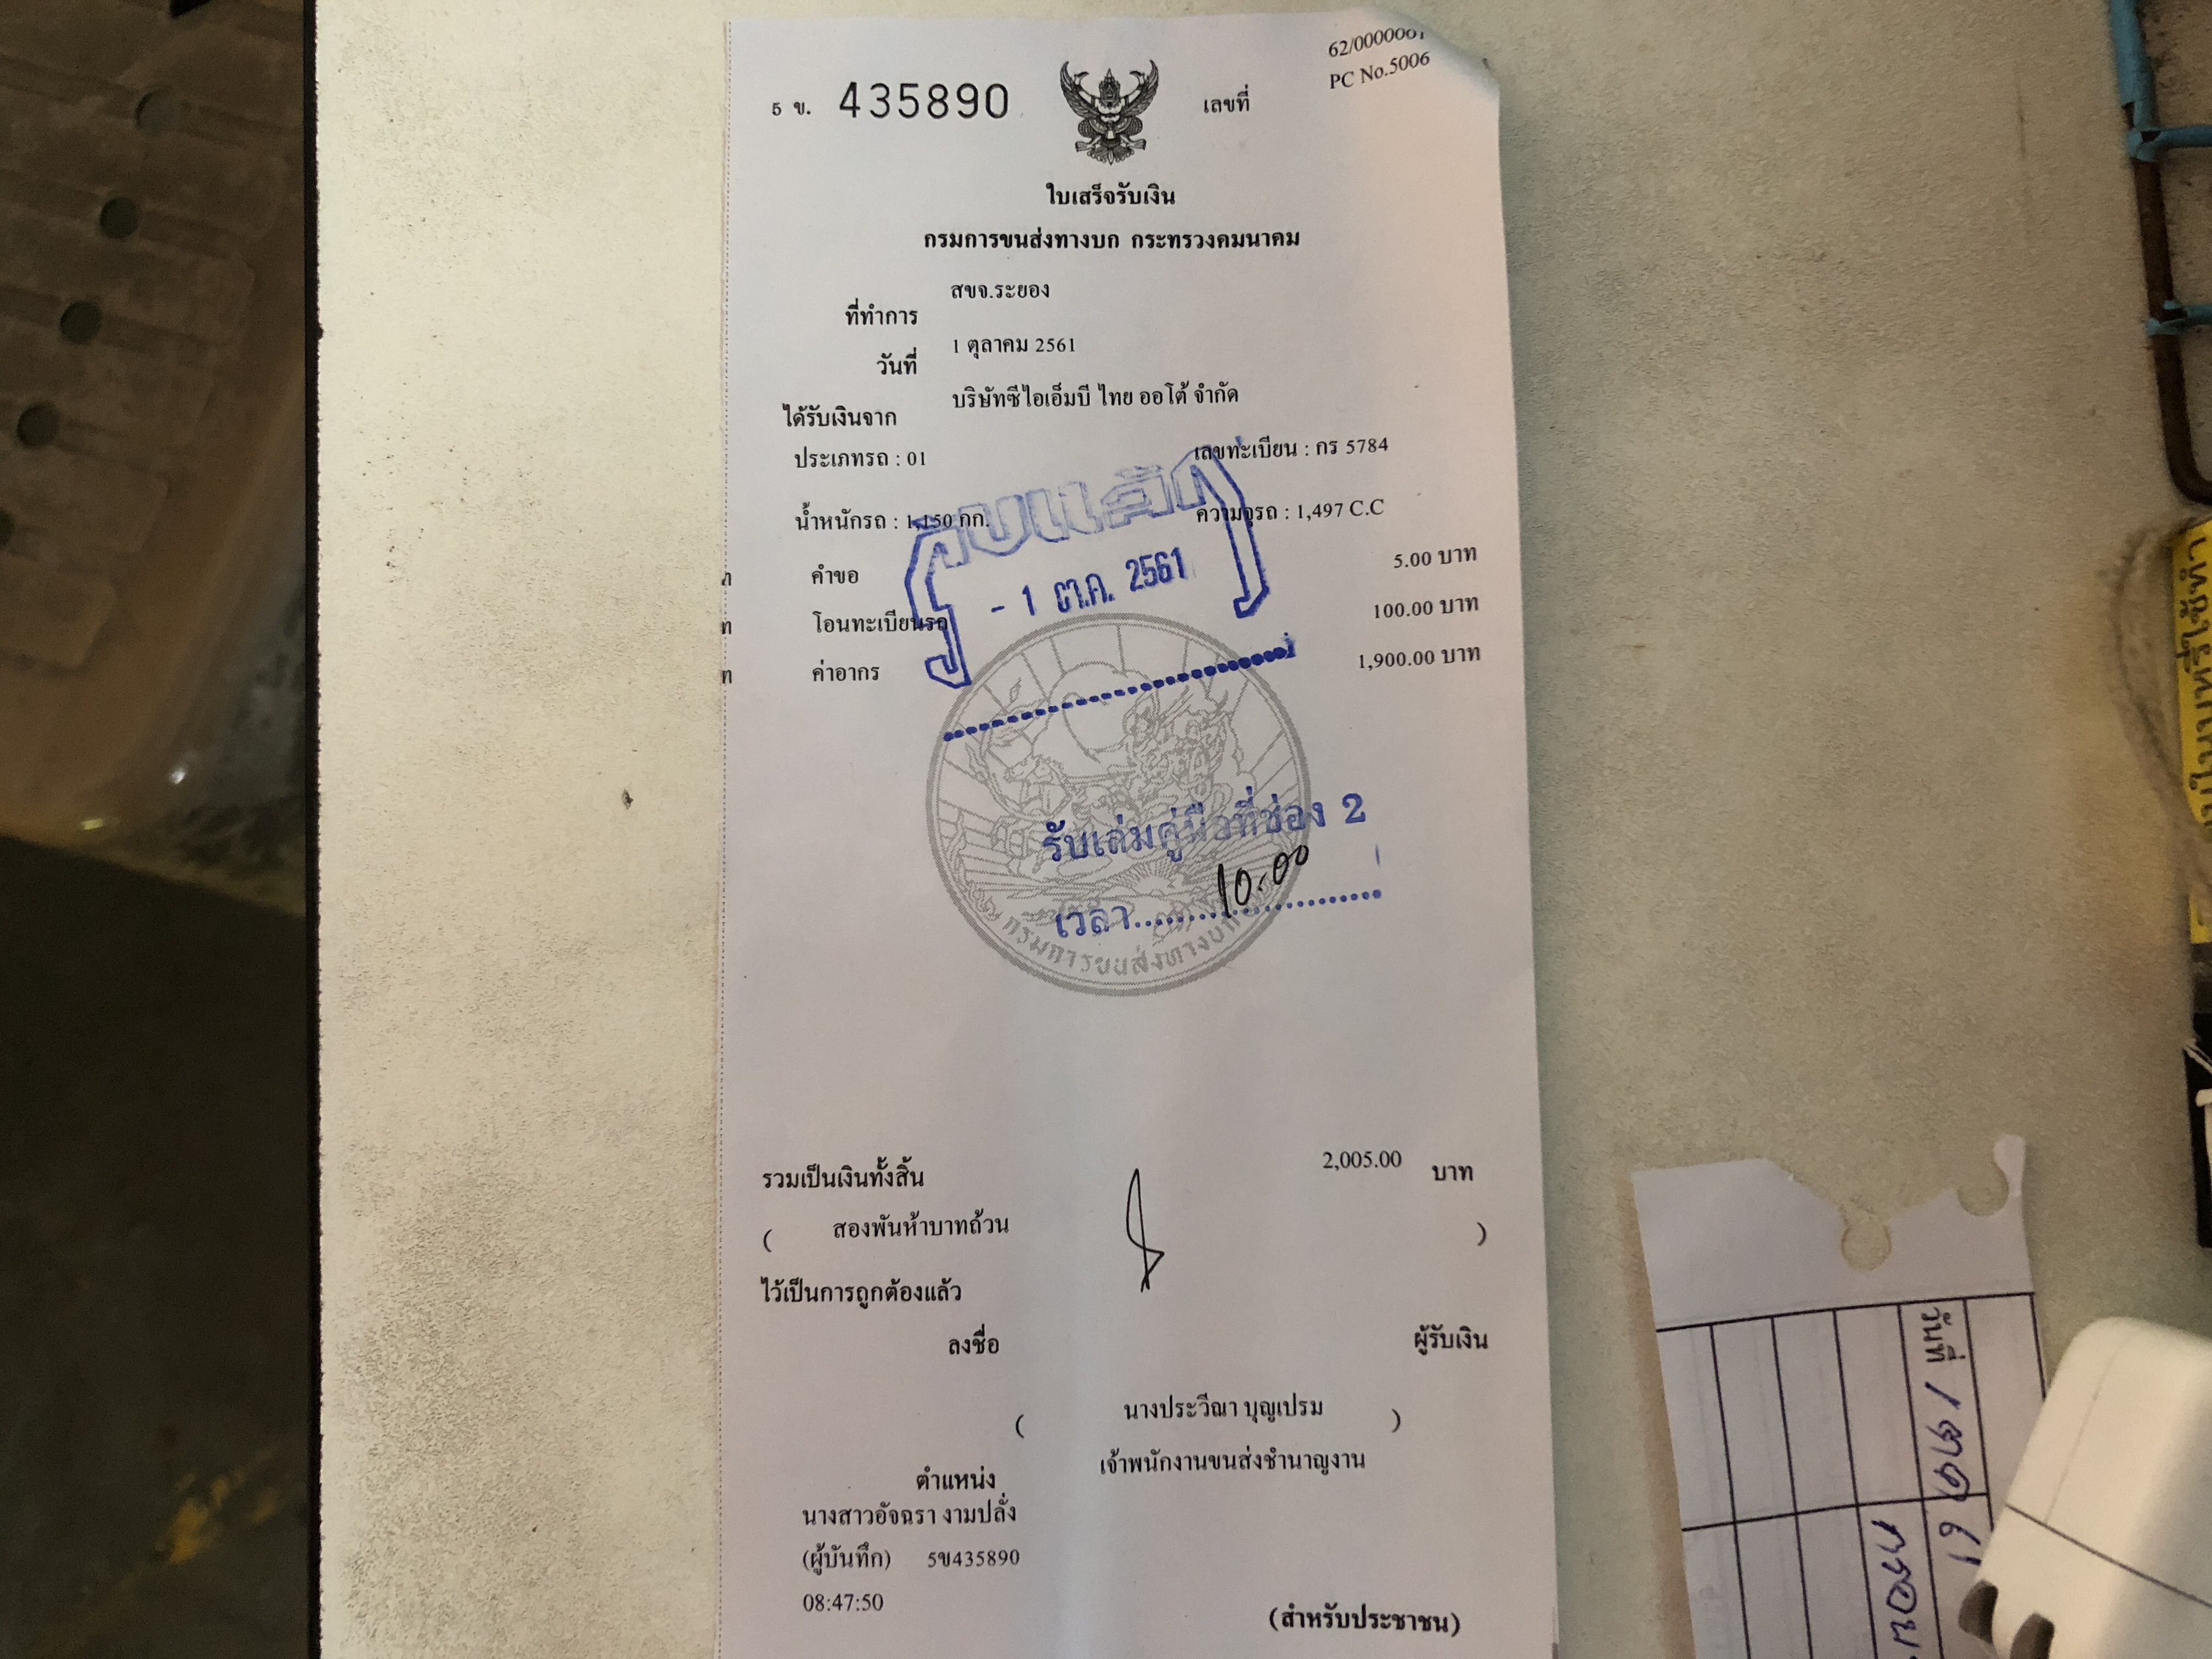 5 ข. 435890
เลขที่
62/0000001
PC No.5006
ใบเสร็จรับเงิน
กรมการขนส่งทางบก กระทรวงคมนาคม
ที่ทำการ สขจ.ระยอง
วันที่ 1 ตุลาคม 2561
ได้รับเงินจาก บริษัทซีไอเอ็มบี ไทย ออโต้ จำกัด
ประเภทรถ : 01 เลขทะเบียน : กร 5784
น้ำหนักรถ : 1,150 กก. ความจุรถ : 1,497 C.C
- 1 ต.ค. 2561
คำขอ 5.00 บาท
โอนทะเบียนรถ 100.00 บาท
ค่าอากร 1,900.00 บาท
รับเล่มคู่มือที่ช่อง 2
เวลา 10.00
กรมการขนส่งทางบก
รวมเป็นเงินทั้งสิ้น 2,005.00 บาท
( สองพันห้าบาทถ้วน )
ไว้เป็นการถูกต้องแล้ว
ลงชื่อ ผู้รับเงิน
( นางประวีณา บุญเปรม )
ตำแหน่ง เจ้าพนักงานขนส่งชำนาญงาน
นางสาวอัจฉรา งามปลั่ง
(ผู้บันทึก) 5ข435890
08:47:50
(สำหรับประชาชน)
วันที่ 1 ตค 61